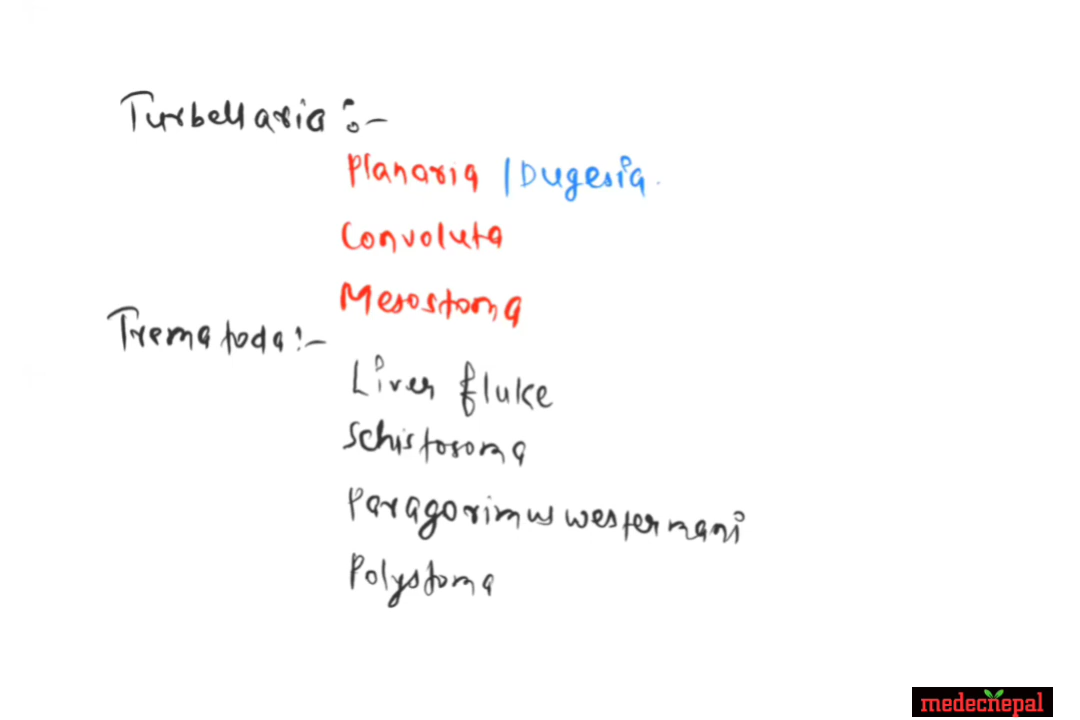 Turbellaria :-
Planaria / Dugesia.
Convoluta
Mesostoma
Trematoda :-
Liver fluke
Schistosoma
Paragorimus westermani
Polystoma
medecnepal